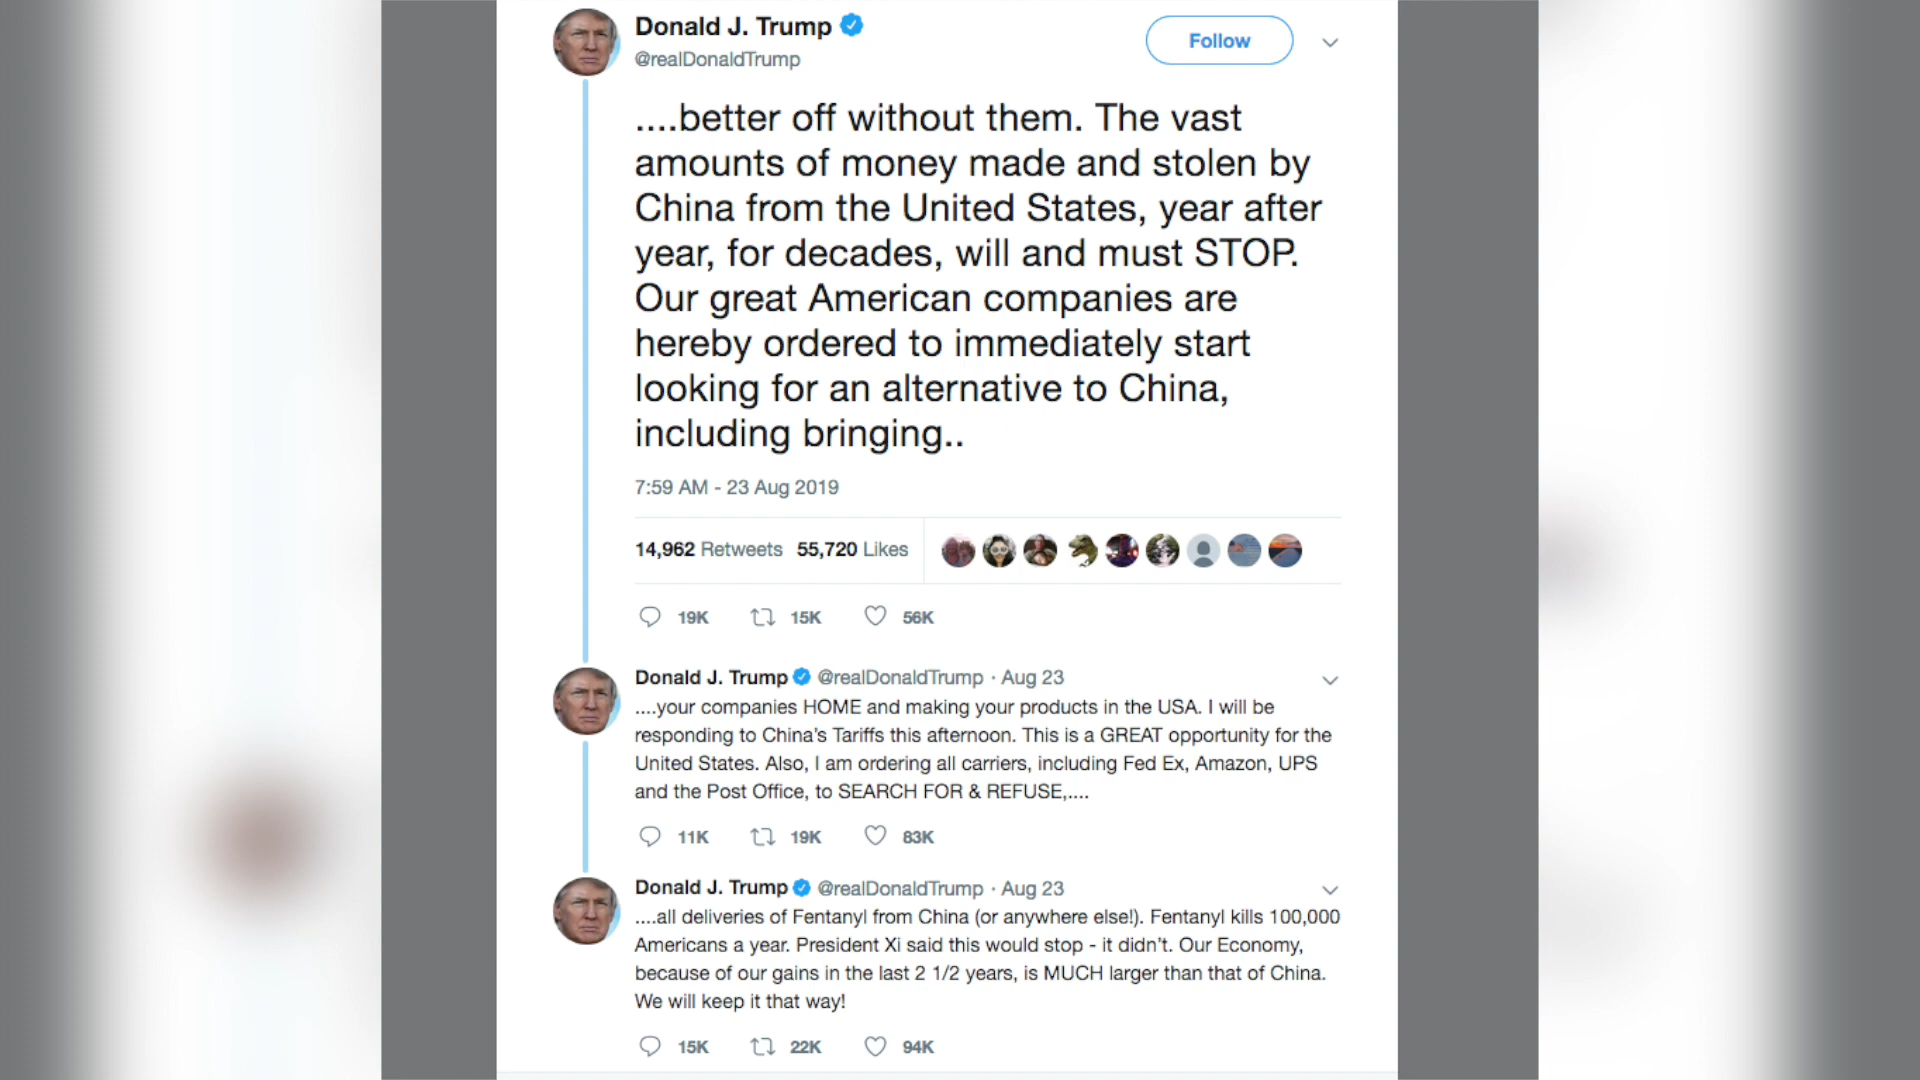 Donald J. Trump
Follow
@realDonaldTrump
....better off without them. The vast
amounts of money made and stolen by
China from the United States, year after
year, for decades, will and must STOP.
Our great American companies are
hereby ordered to immediately start
looking for an alternative to China,
including bringing..
7:59 AM - 23 Aug 2019
14,962 Retweets 55,720 Likes
19K 15K 56K
Donald J. Trump @realDonaldTrump · Aug 23
....your companies HOME and making your products in the USA. I will be
responding to China's Tariffs this afternoon. This is a GREAT opportunity for the
United States. Also, I am ordering all carriers, including Fed Ex, Amazon, UPS
and the Post Office, to SEARCH FOR & REFUSE,....
11K 19K 83K
Donald J. Trump @realDonaldTrump · Aug 23
....all deliveries of Fentanyl from China (or anywhere else!). Fentanyl kills 100,000
Americans a year. President Xi said this would stop - it didn't. Our Economy,
because of our gains in the last 2 1/2 years, is MUCH larger than that of China.
We will keep it that way!
15K 22K 94K